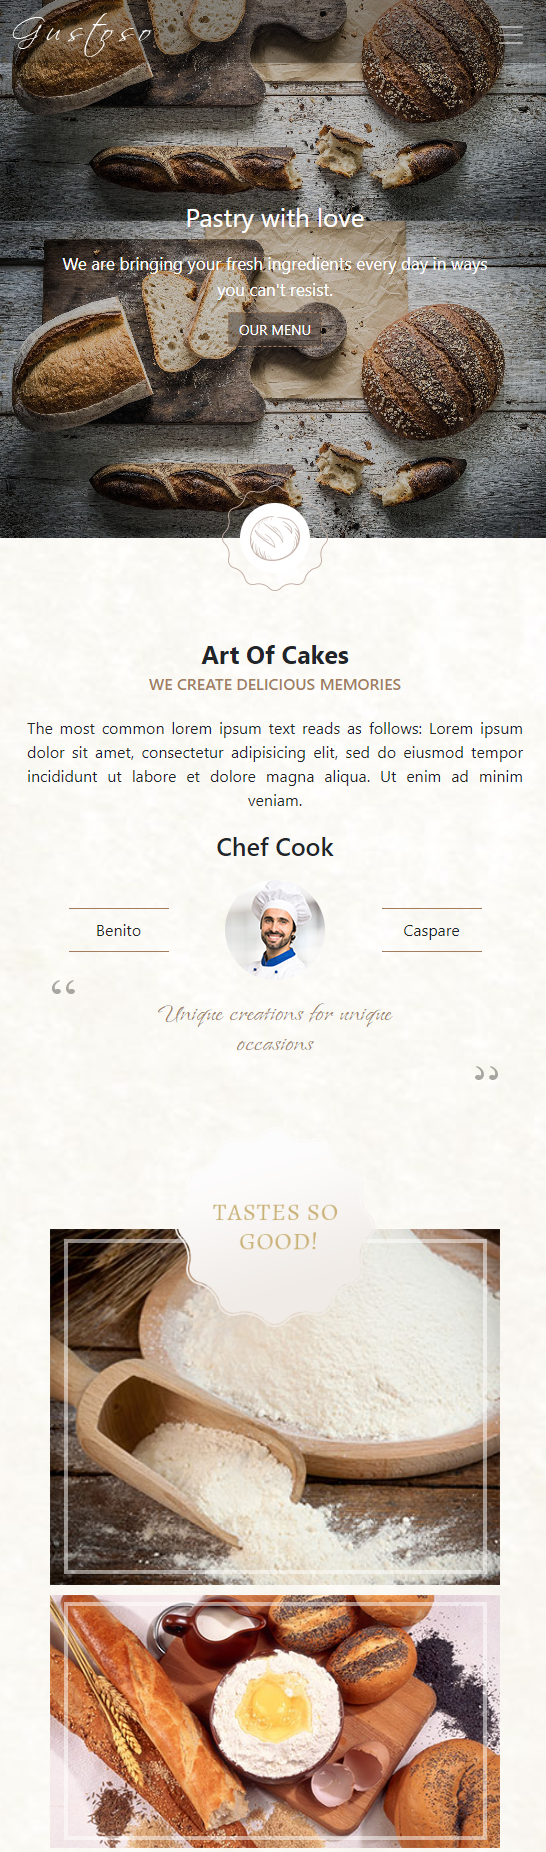 Gustoso
Pastry with love
We are bringing your fresh ingredients every day in ways
you can't resist.
OUR MENU
Art Of Cakes
WE CREATE DELICIOUS MEMORIES
The most common lorem ipsum text reads as follows: Lorem ipsum
dolor sit amet, consectetur adipisicing elit, sed do eiusmod tempor
incididunt ut labore et dolore magna aliqua. Ut enim ad minim
veniam.
Chef Cook
Benito
Caspare
“
Unique creations for unique
occasions
”
TASTES SO
GOOD!